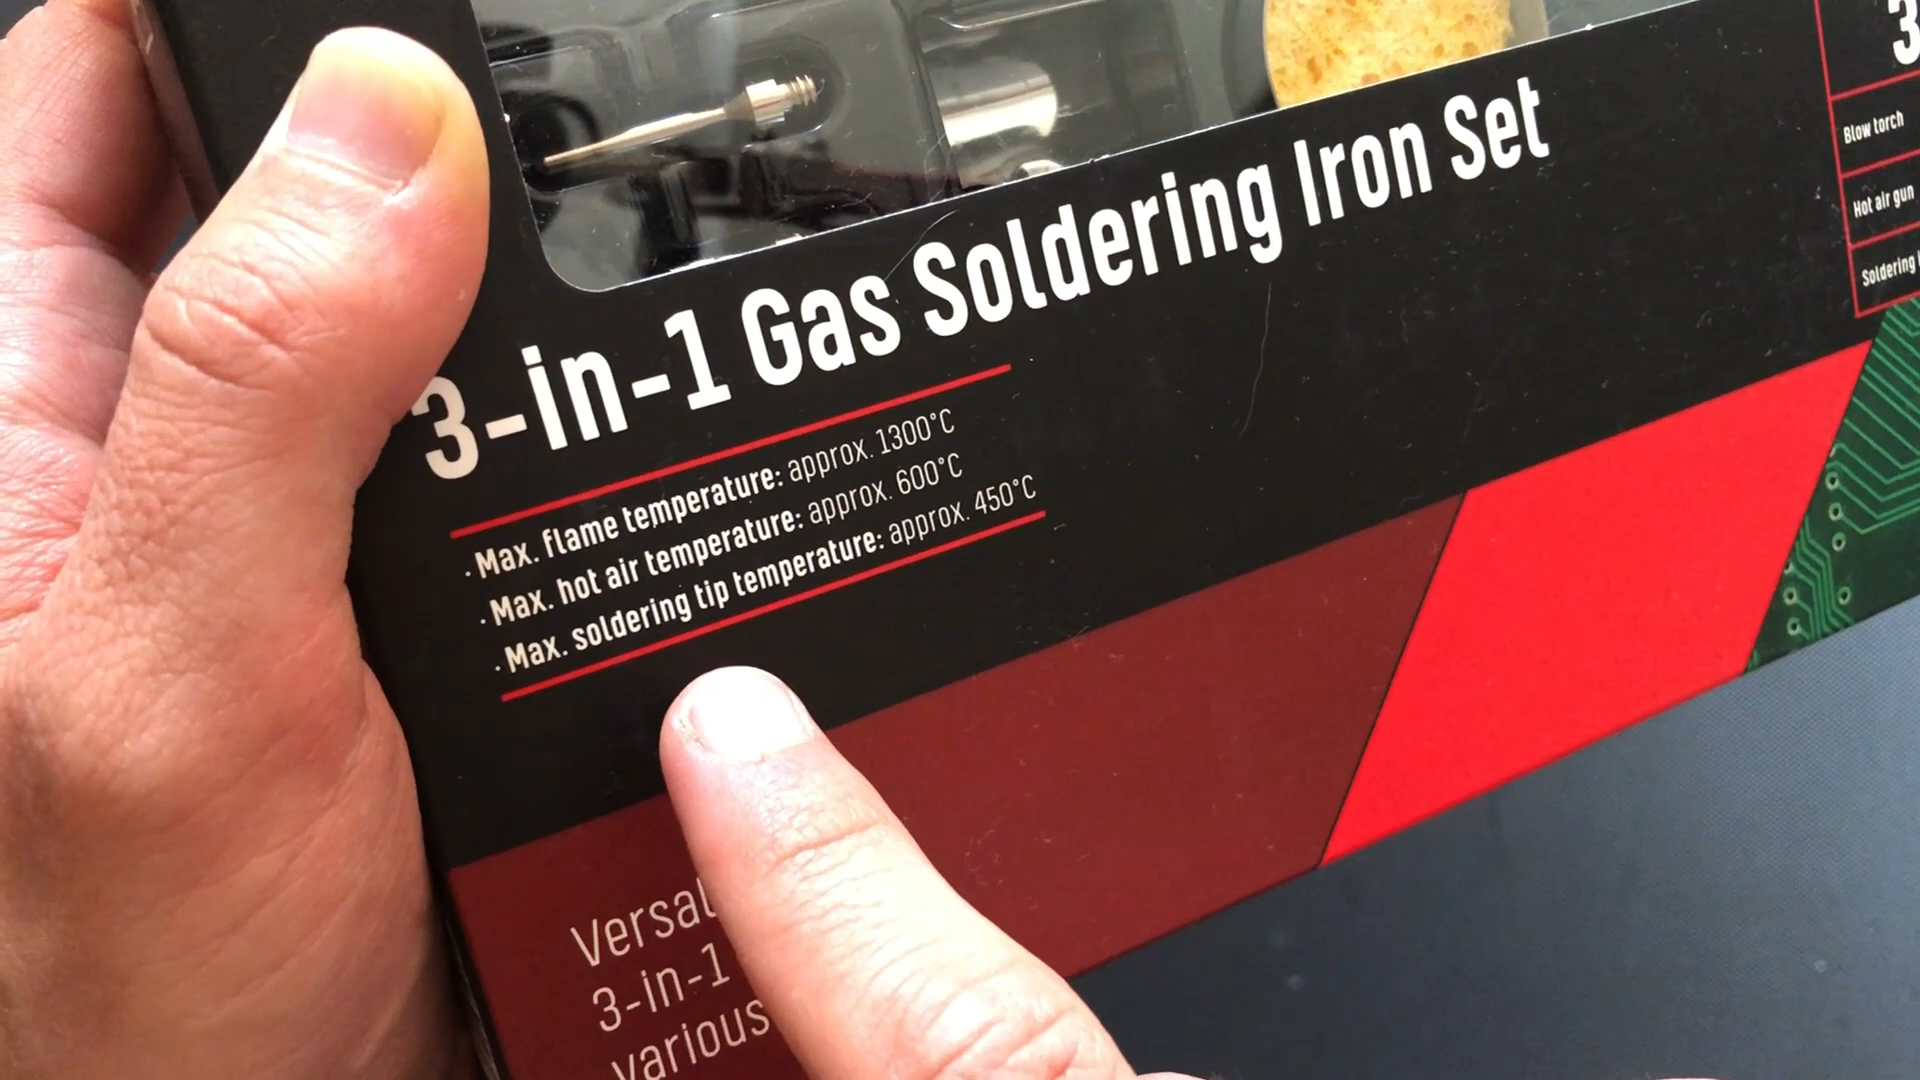 3-in-1 Gas Soldering Iron Set
· Max. flame temperature: approx. 1300°C
· Max. hot air temperature: approx. 600°C
· Max. soldering tip temperature: approx. 450°C
3
Blow torch
Hot air gun
Soldering
3-in-1
various